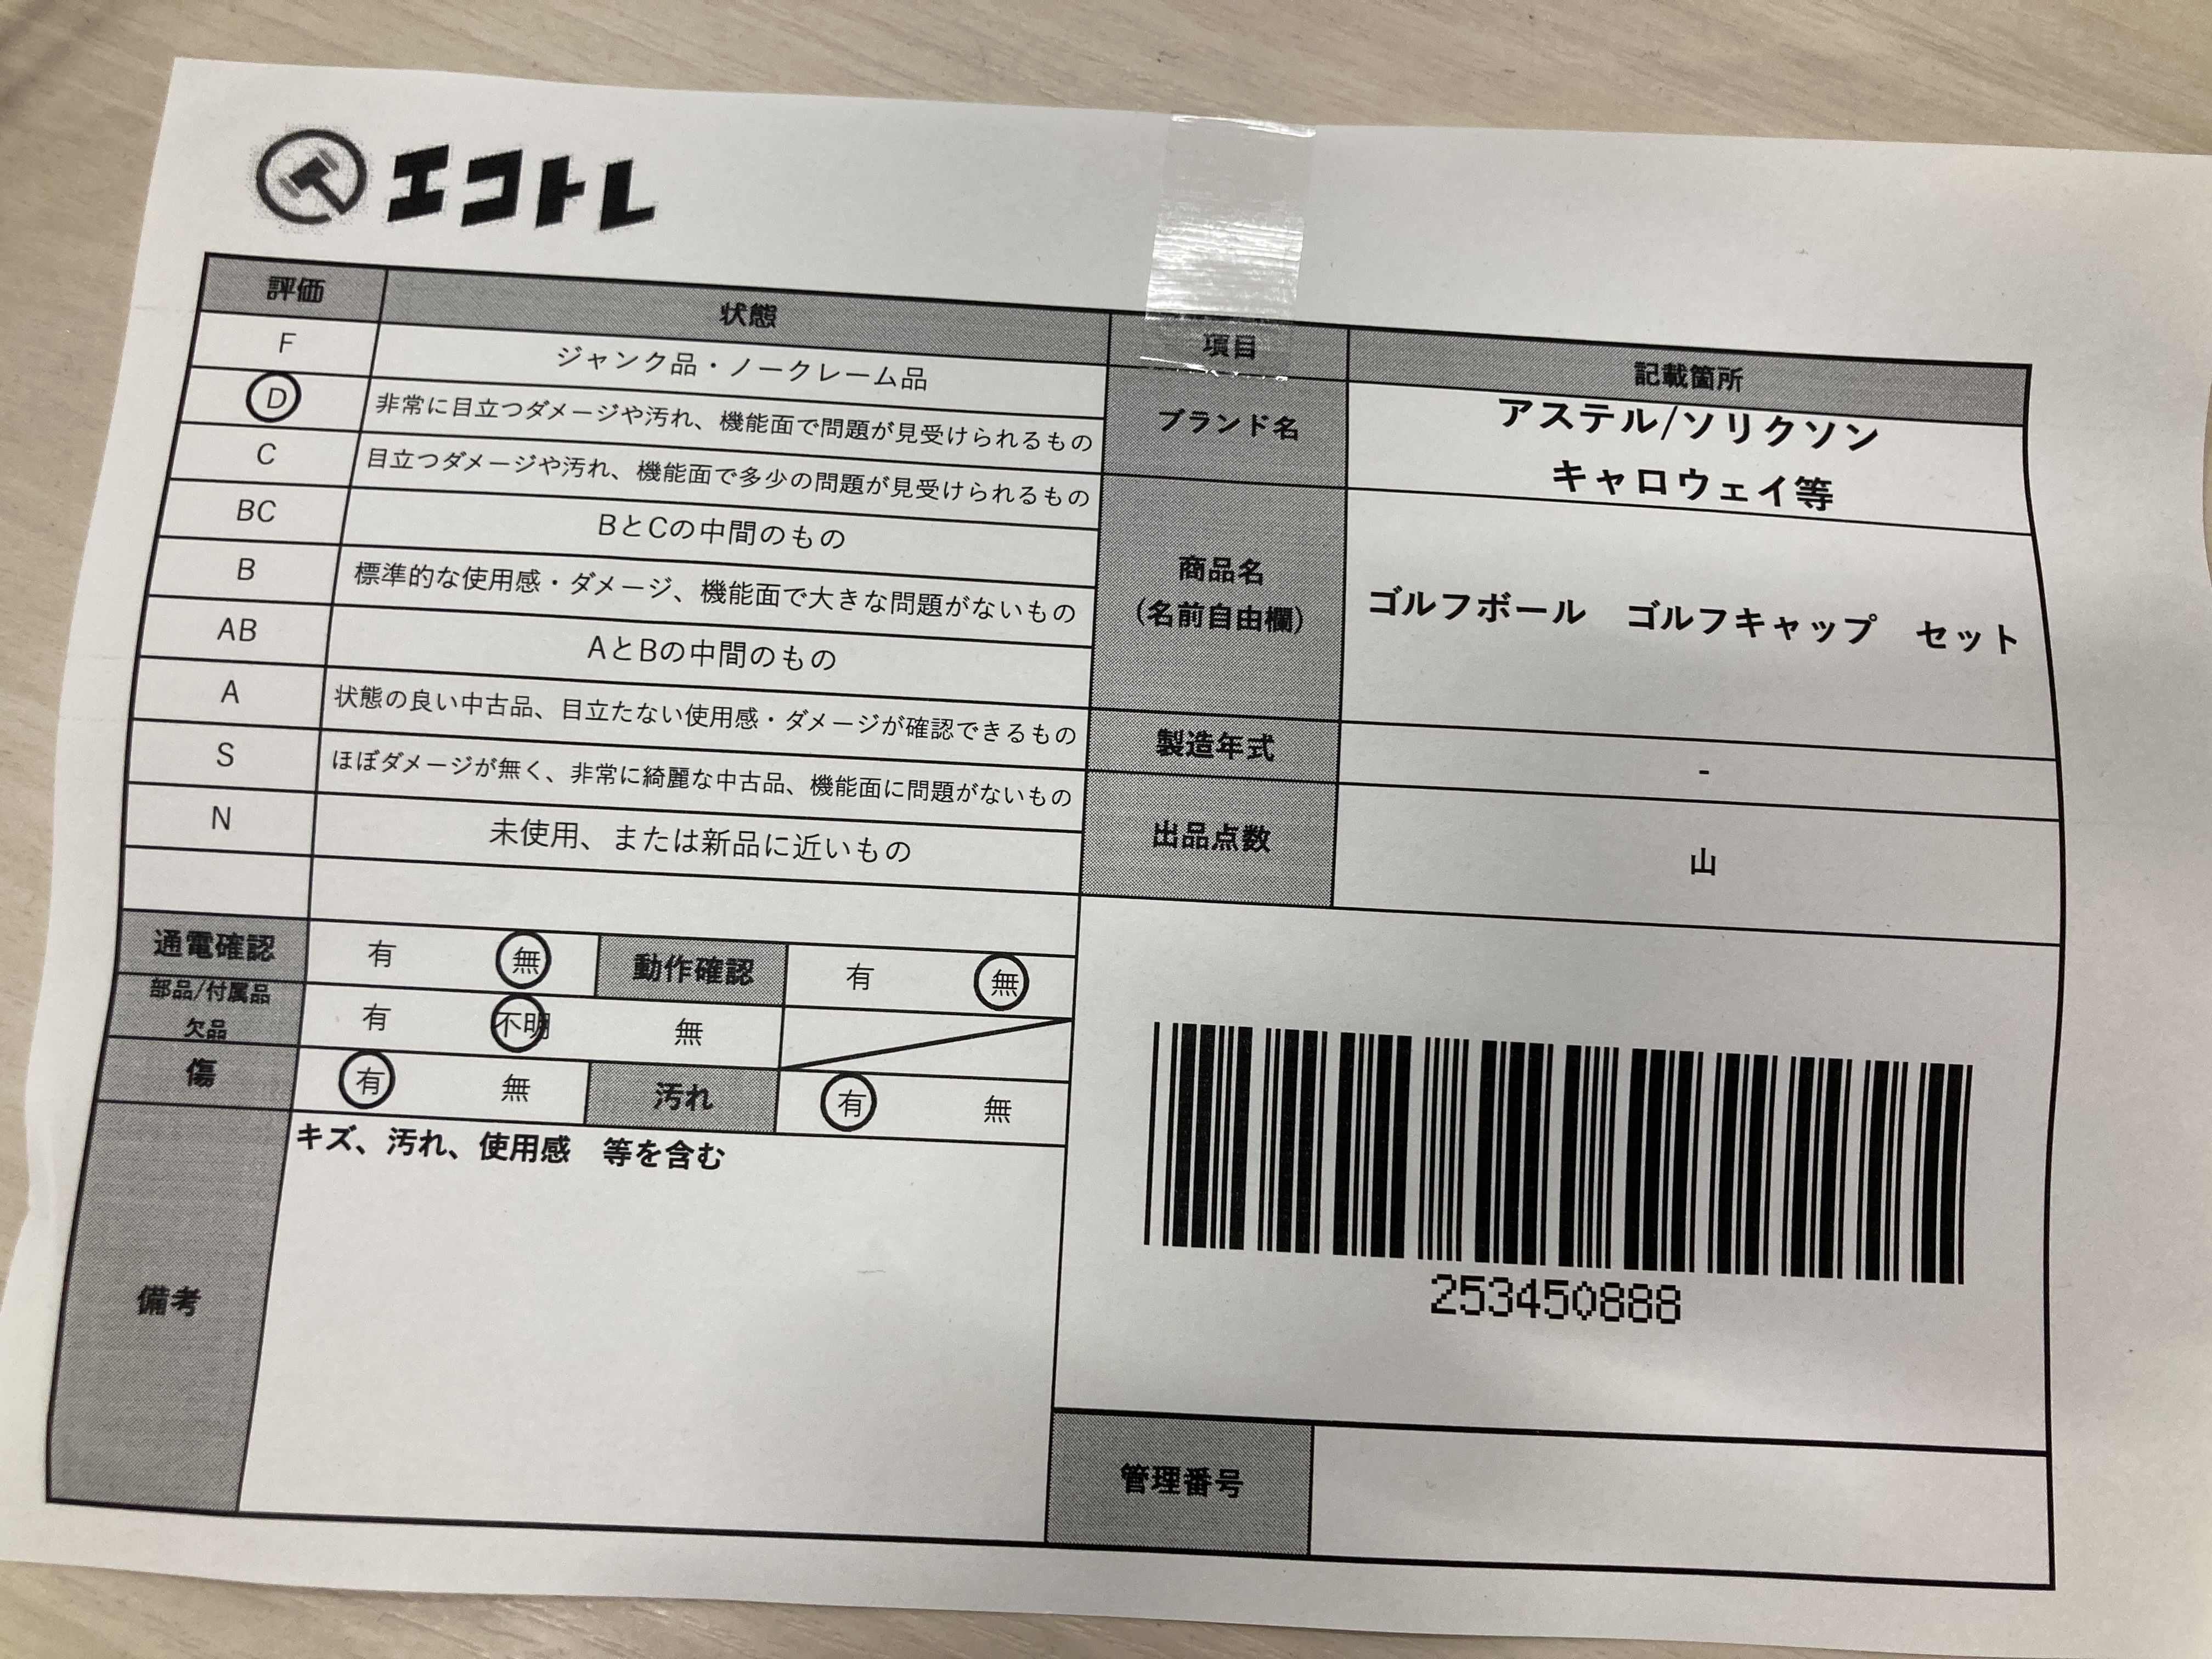 エコトレ
評価 状態
F ジャンク品・ノークレーム品
D 非常に目立つダメージや汚れ、機能面で問題が見受けられるもの
C 目立つダメージや汚れ、機能面で多少の問題が見受けられるもの
BC BとCの中間のもの
B 標準的な使用感・ダメージ、機能面で大きな問題がないもの
AB AとBの中間のもの
A 状態の良い中古品、目立たない使用感・ダメージが確認できるもの
S ほぼダメージが無く、非常に綺麗な中古品、機能面に問題がないもの
N 未使用、または新品に近いもの
通電確認 有 無 動作確認 有 無
部品/付属品
欠品 有 不明 無
傷 有 無 汚れ 有 無
備考 キズ、汚れ、使用感 等を含む
項目 記載箇所
ブランド名 アステル/ソリクソン
キャロウェイ等
商品名
(名前自由欄) ゴルフボール ゴルフキャップ セット
製造年式 -
出品点数 山
253450888
管理番号